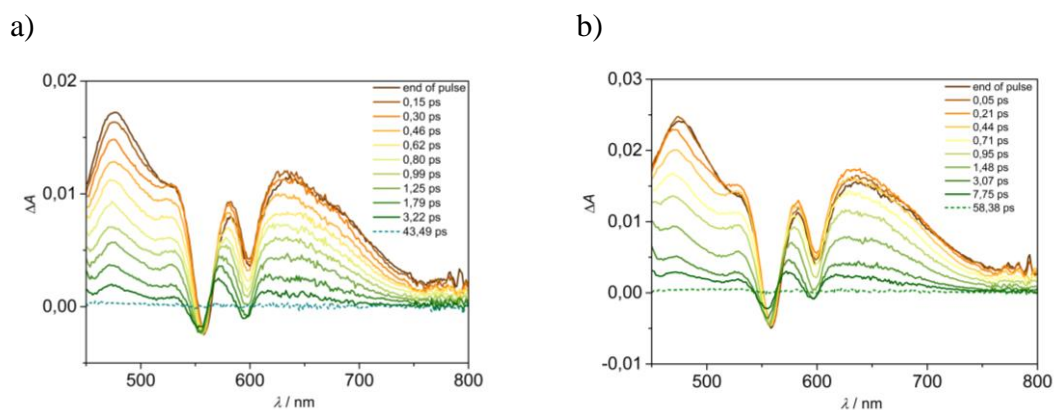 a)
b)
0,02
0,01
0,00
ΔA
500
600
700
800
λ / nm
end of pulse
0,15 ps
0,30 ps
0,46 ps
0,62 ps
0,80 ps
0,99 ps
1,25 ps
1,79 ps
3,22 ps
43,49 ps
0,03
0,02
0,01
0,00
-0,01
ΔA
500
600
700
800
λ / nm
end of pulse
0,05 ps
0,21 ps
0,44 ps
0,71 ps
0,95 ps
1,48 ps
3,07 ps
7,75 ps
58,38 ps